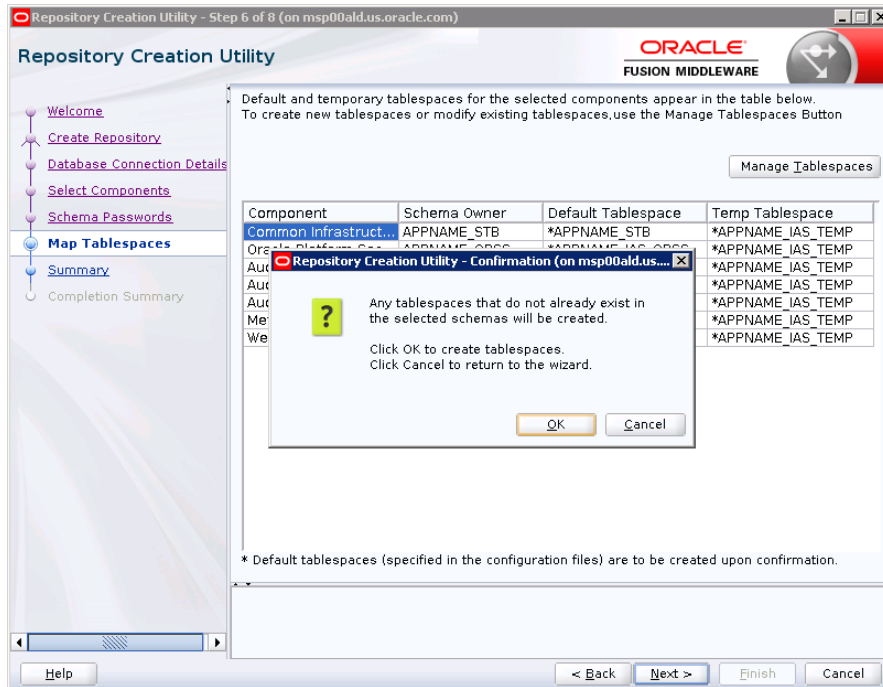 Repository Creation Utility - Step 6 of 8 (on msp00ald.us.oracle.com)
Repository Creation Utility
ORACLE
FUSION MIDDLEWARE
Welcome
Create Repository
Database Connection Details
Select Components
Schema Passwords
Map Tablespaces
Summary
Completion Summary
Default and temporary tablespaces for the selected components appear in the table below.
To create new tablespaces or modify existing tablespaces,use the Manage Tablespaces Button
Manage Tablespaces
Component Schema Owner Default Tablespace Temp Tablespace
Common Infrastruct... APPNAME_STB *APPNAME_STB *APPNAME_IAS_TEMP
*APPNAME_IAS_TEMP
*APPNAME_IAS_TEMP
*APPNAME_IAS_TEMP
*APPNAME_IAS_TEMP
*APPNAME_IAS_TEMP
*APPNAME_IAS_TEMP
Repository Creation Utility - Confirmation (on msp00ald.us....
?
Any tablespaces that do not already exist in
the selected schemas will be created.
Click OK to create tablespaces.
Click Cancel to return to the wizard.
OK Cancel
* Default tablespaces (specified in the configuration files) are to be created upon confirmation.
Help < Back Next > Finish Cancel